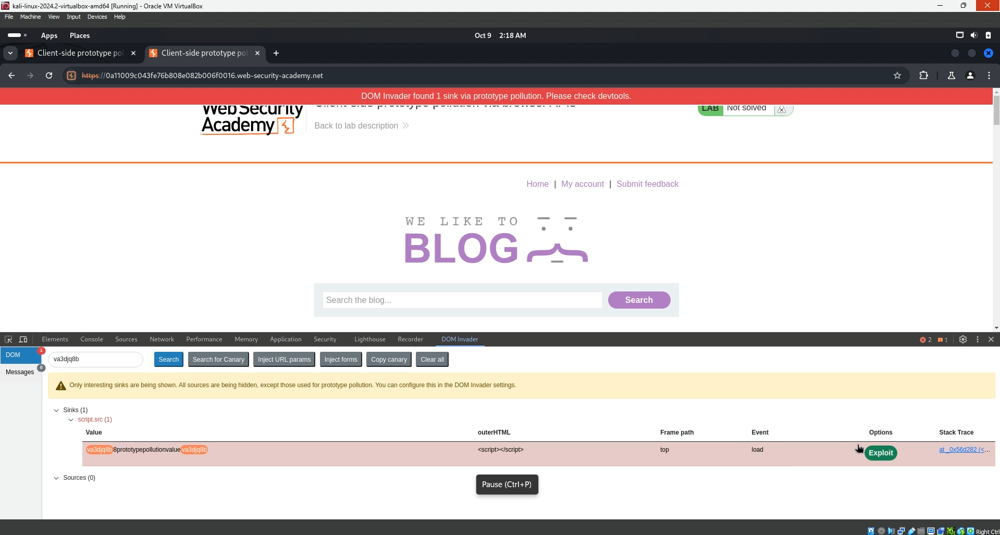 kali-linux-2024.2-virtualbox-amd64 [Running] - Oracle VM VirtualBox
File Machine View Input Devices Help
Apps Places Oct 9 2:18 AM
Client-side prototype pol Client-side prototype pol
https://0a11009c043fe76b808e082b006f0016.web-security-academy.net
DOM Invader found 1 sink via prototype pollution. Please check devtools.
Web Security
Academy
Client-side prototype pollution via browser APIs
Back to lab description
LAB Not solved
Home | My account | Submit feedback
WE LIKE TO
BLOG
Search the blog... Search
Elements Console Sources Network Performance Memory Application Security Lighthouse Recorder DOM Invader 2 1
DOM 1
Messages 0
va3djq8b Search Search for Canary Inject URL params Inject forms Copy canary Clear all
Only interesting sinks are being shown. All sources are being hidden, except those used for prototype pollution. You can configure this in the DOM Invader settings.
Sinks (1)
script.src (1)
Value outerHTML Frame path Event Options Stack Trace
va3djq8b8prototypepollutionvalueva3djq8b <script></script> top load Exploit at _0x56d282 (<...
Sources (0)
Pause (Ctrl+P)
Right Ctrl